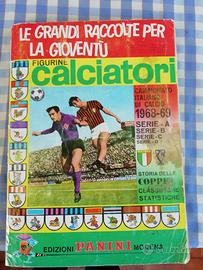 LE GRANDI RACCOLTE PER
LA GIOVENTÙ
FIGURINE
calciatori
CAMPIONATO
ITALIANO
DI CALCIO
1968-69
SERIE-A
SERIE-B
SERIE-C
SERIE-D
STORIA DELLE
COPPE
CLASSIFICHE
STATISTICHE
EDIZIONI PANINI MODENA